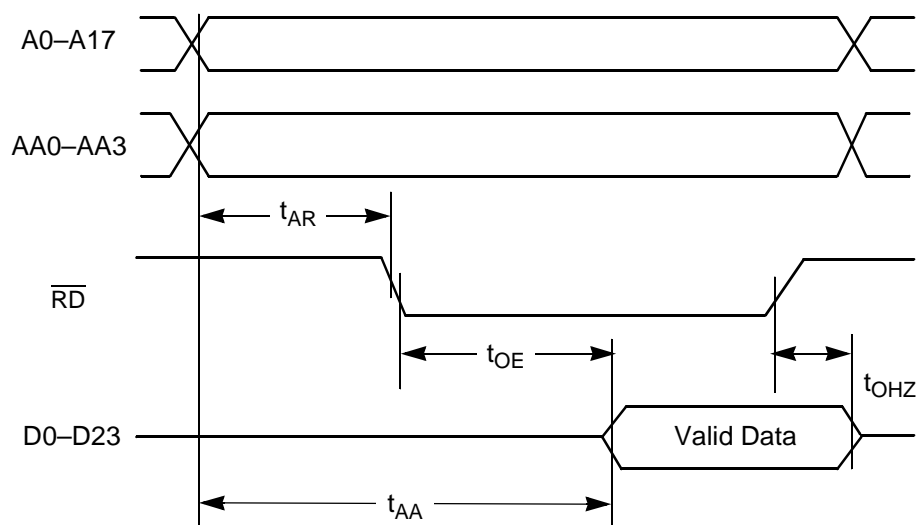 A0–A17
AA0–AA3
tAR
RD
tOE
tOHZ
D0–D23
Valid Data
tAA